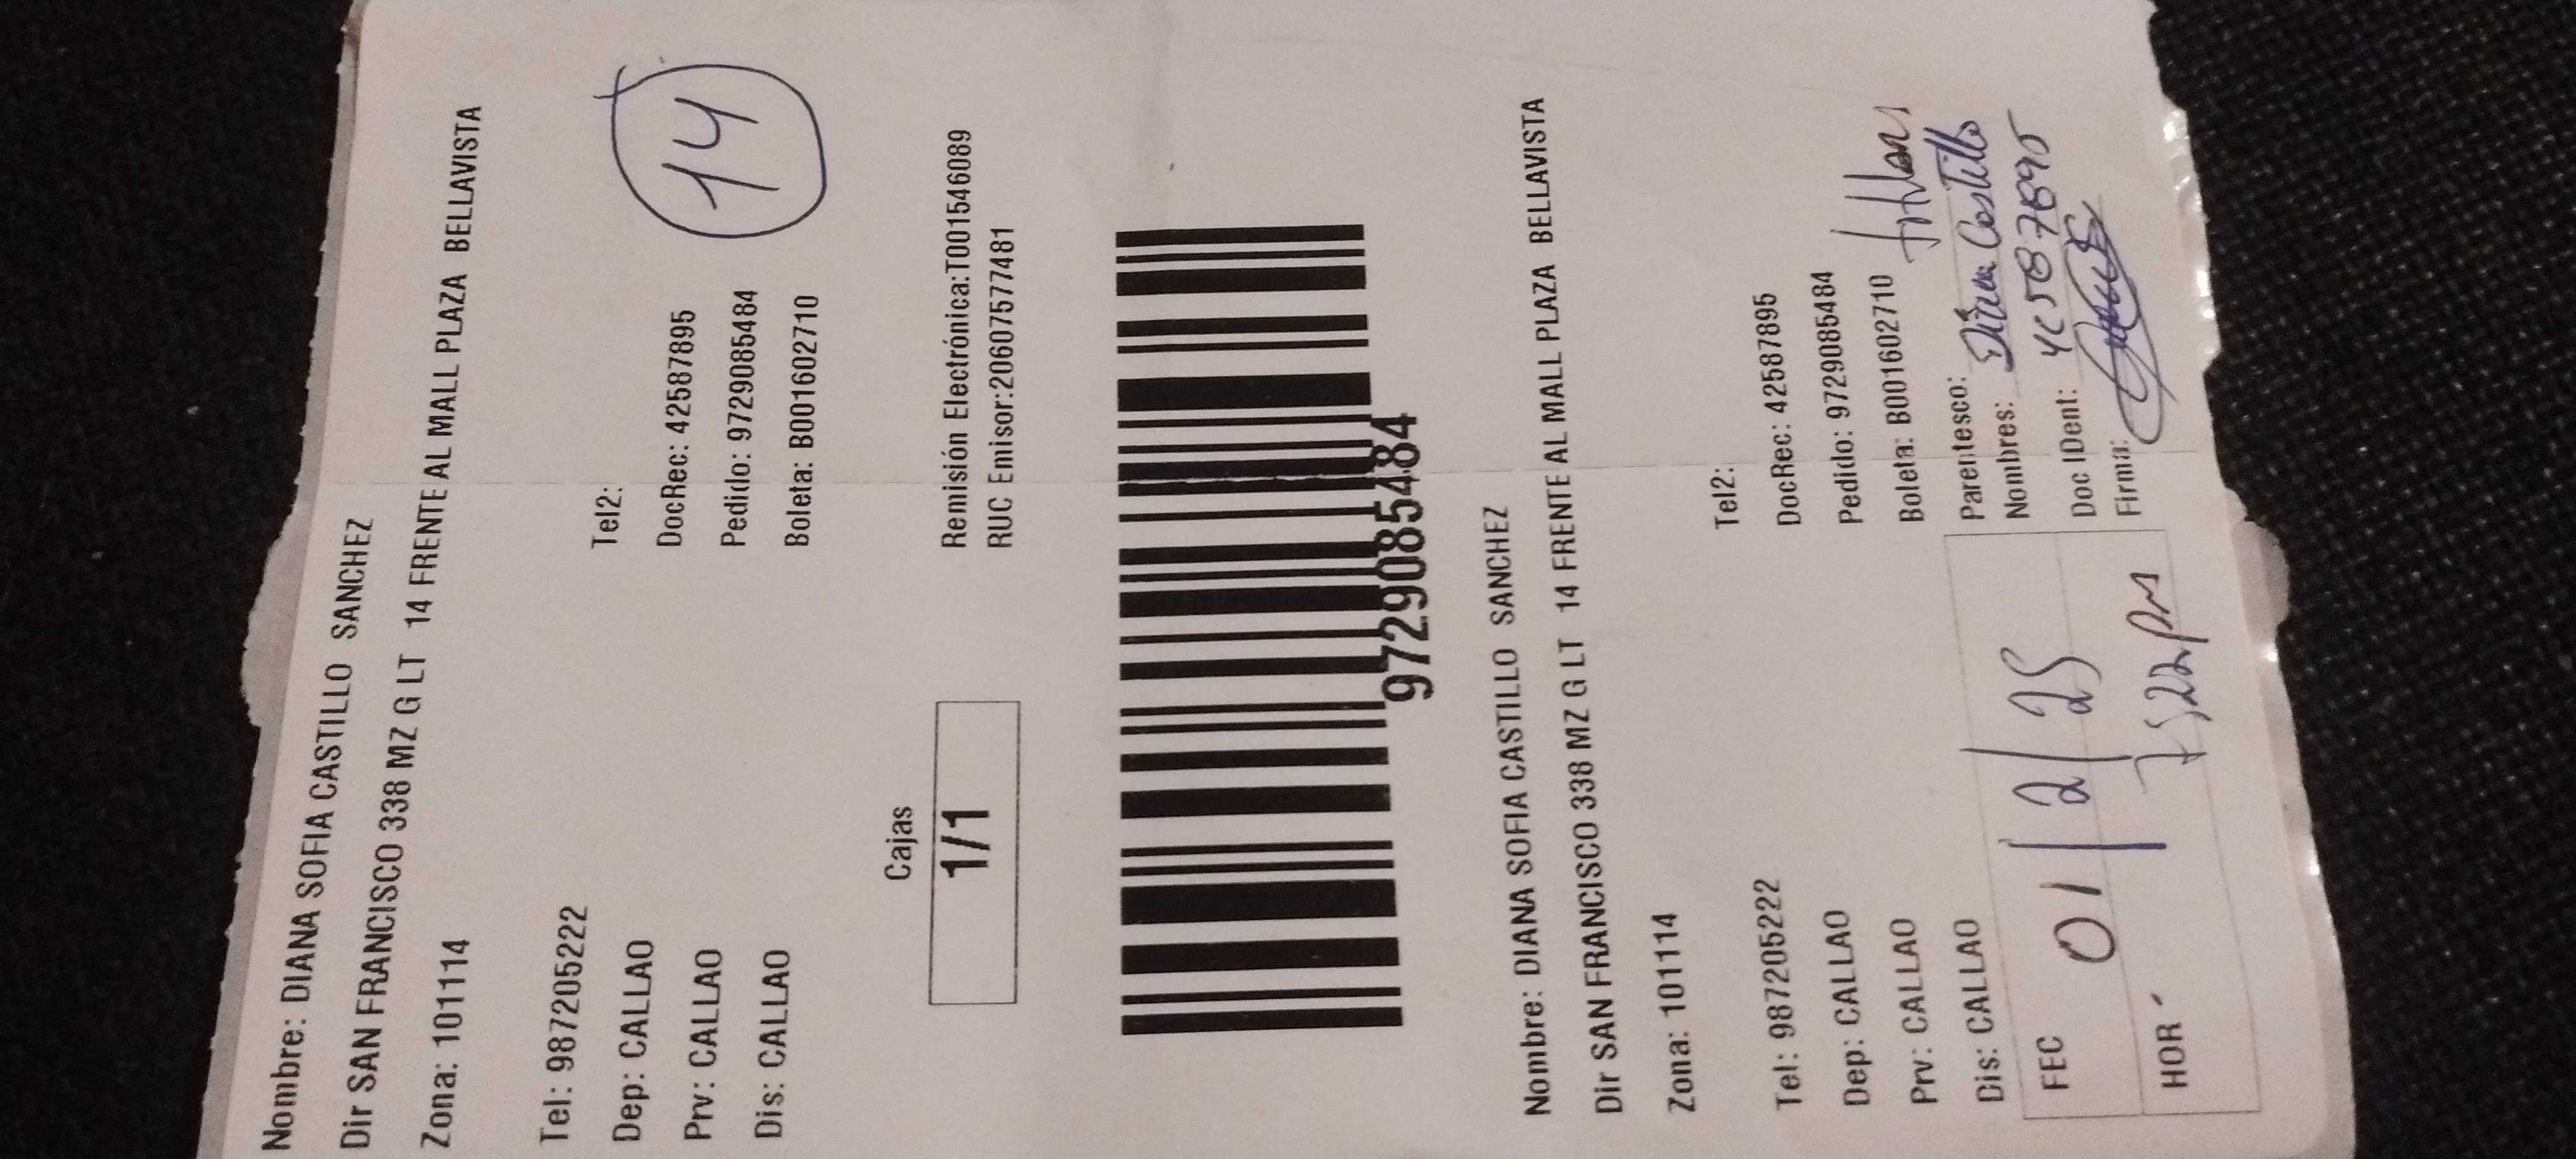 Nombre: DIANA SOFIA CASTILLO SANCHEZ
Dir SAN FRANCISCO 338 MZ G LT 14 FRENTE AL MALL PLAZA BELLAVISTA
Zona: 101114
Tel: 987205222 Tel2:
Dep: CALLAO DocRec: 42587895
Prv: CALLAO Pedido: 9729085484
Dis: CALLAO Boleta: B001602710
14
Cajas
1/1
Remisión Electrónica:T001546089
RUC Emisor:20607577481
9729085484
Nombre: DIANA SOFIA CASTILLO SANCHEZ
Dir SAN FRANCISCO 338 MZ G LT 14 FRENTE AL MALL PLAZA BELLAVISTA
Zona: 101114
Tel2:
Tel: 987205222 DocRec: 42587895
Dep: CALLAO Pedido: 9729085484
Prv: CALLAO Boleta: B001602710
Dis: CALLAO Parentesco:
Nombres: Diana Castillo
FEC 01/2/25
Doc IDent:
Firma:
HOR